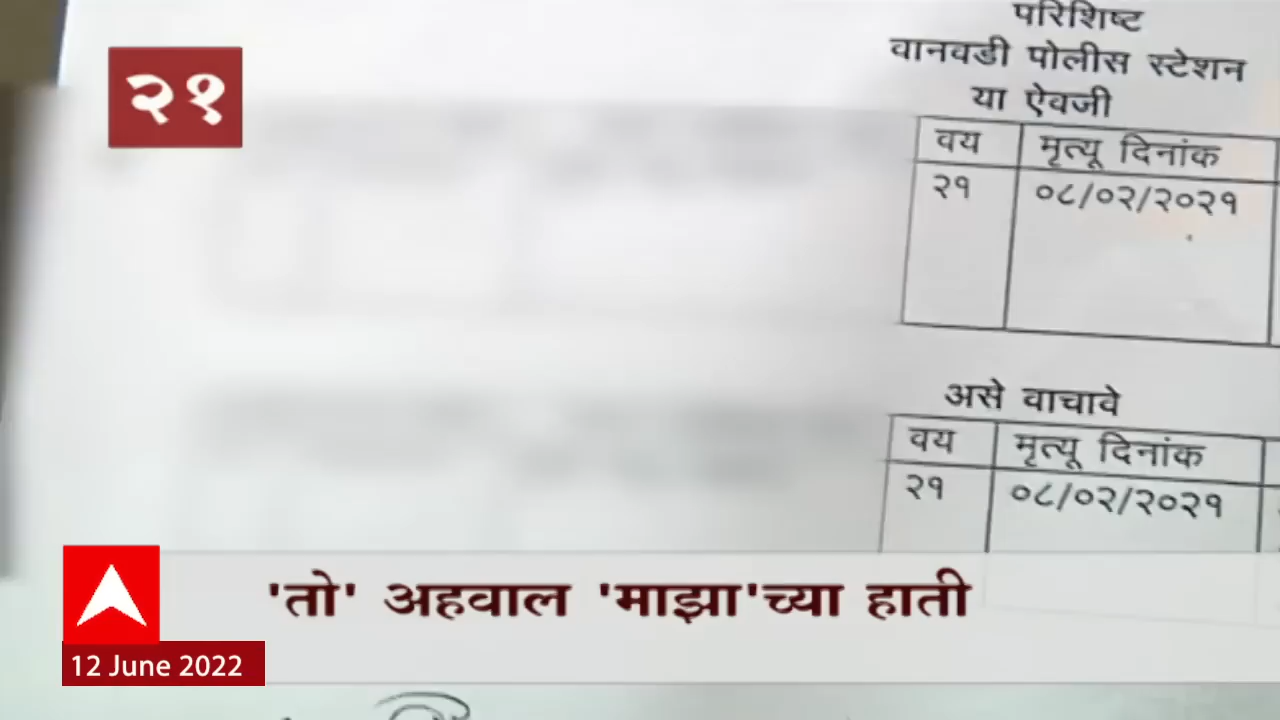 २१
परिशिष्ट
वानवडी पोलीस स्टेशन
या ऐवजी
वय मृत्यू दिनांक
२१ ०८/०२/२०२१
असे वाचावे
वय मृत्यू दिनांक
२१ ०८/०२/२०२१
'तो' अहवाल 'माझा'च्या हाती
12 June 2022